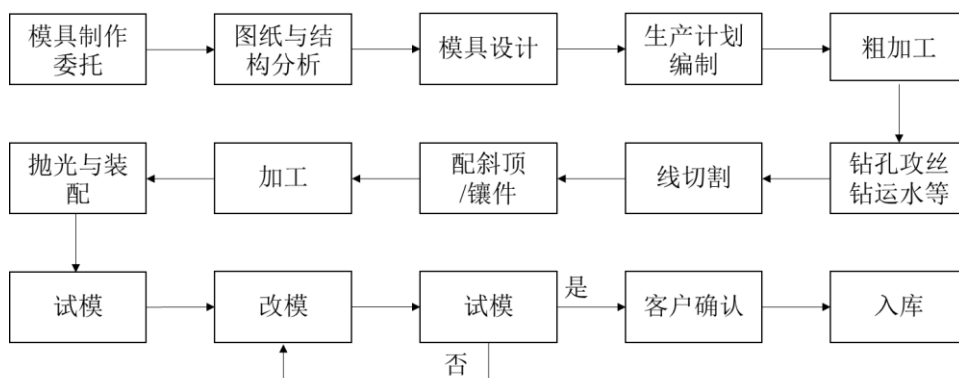 模具制作
委托
图纸与结
构分析
模具设计
生产计划
编制
粗加工
抛光与装
配
加工
配斜顶
/镶件
线切割
钻孔攻丝
钻运水等
试模
改模
试模
是
客户确认
入库
否